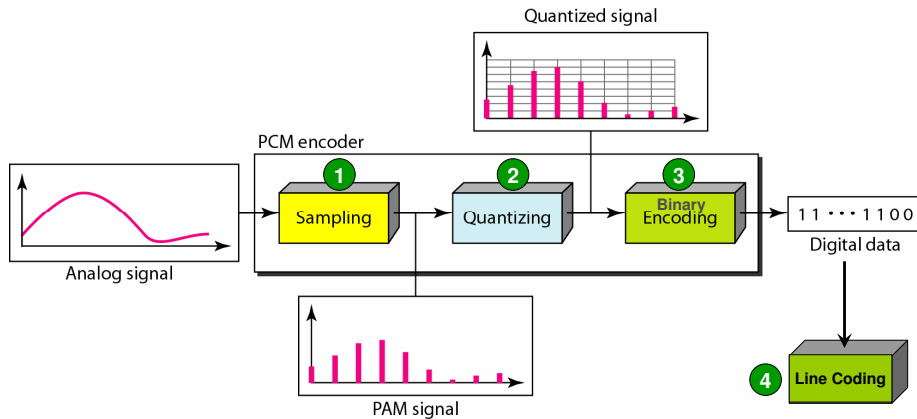 Quantized signal
PCM encoder
1
2
3
Sampling
Quantizing
Binary
Encoding
11 ··· 1100
Analog signal
Digital data
PAM signal
4
Line Coding